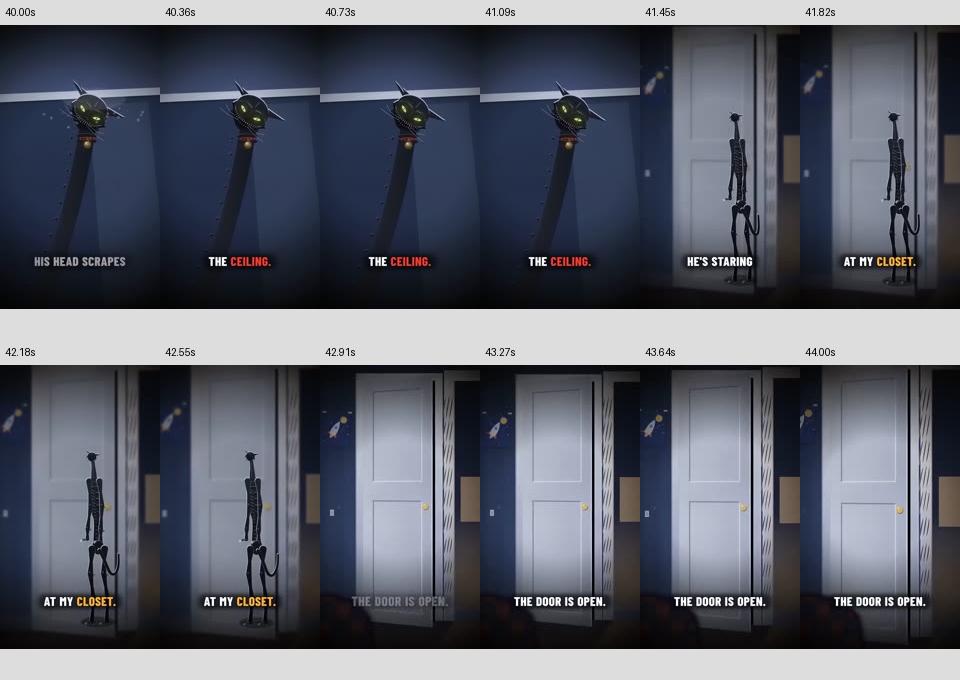 40.00s 40.36s 40.73s 41.09s 41.45s 41.82s
HIS HEAD SCRAPES
THE CEILING.
THE CEILING.
THE CEILING.
HE'S STARING
AT MY CLOSET.
42.18s 42.55s 42.91s 43.27s 43.64s 44.00s
AT MY CLOSET.
AT MY CLOSET.
THE DOOR IS OPEN.
THE DOOR IS OPEN.
THE DOOR IS OPEN.
THE DOOR IS OPEN.